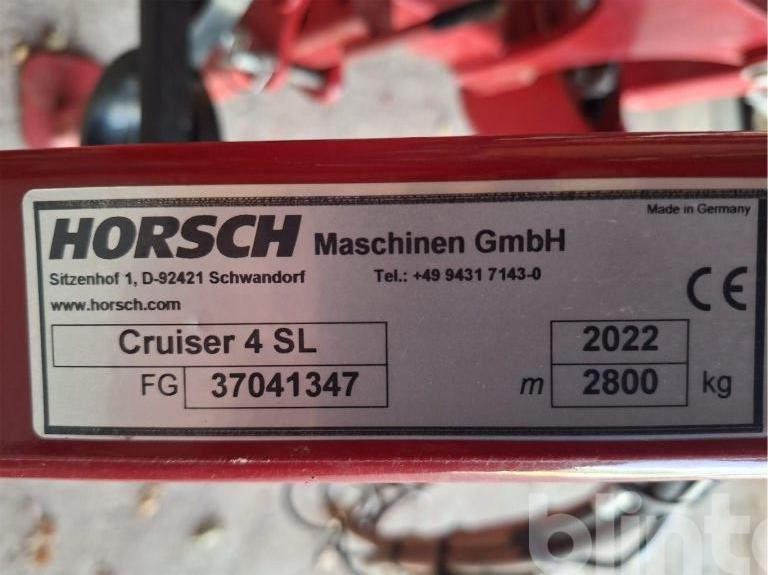 Made in Germany
HORSCH Maschinen GmbH
Sitzenhof 1, D-92421 Schwandorf Tel.: +49 9431 7143-0
www.horsch.com
CE
Cruiser 4 SL 2022
FG 37041347 m 2800 kg